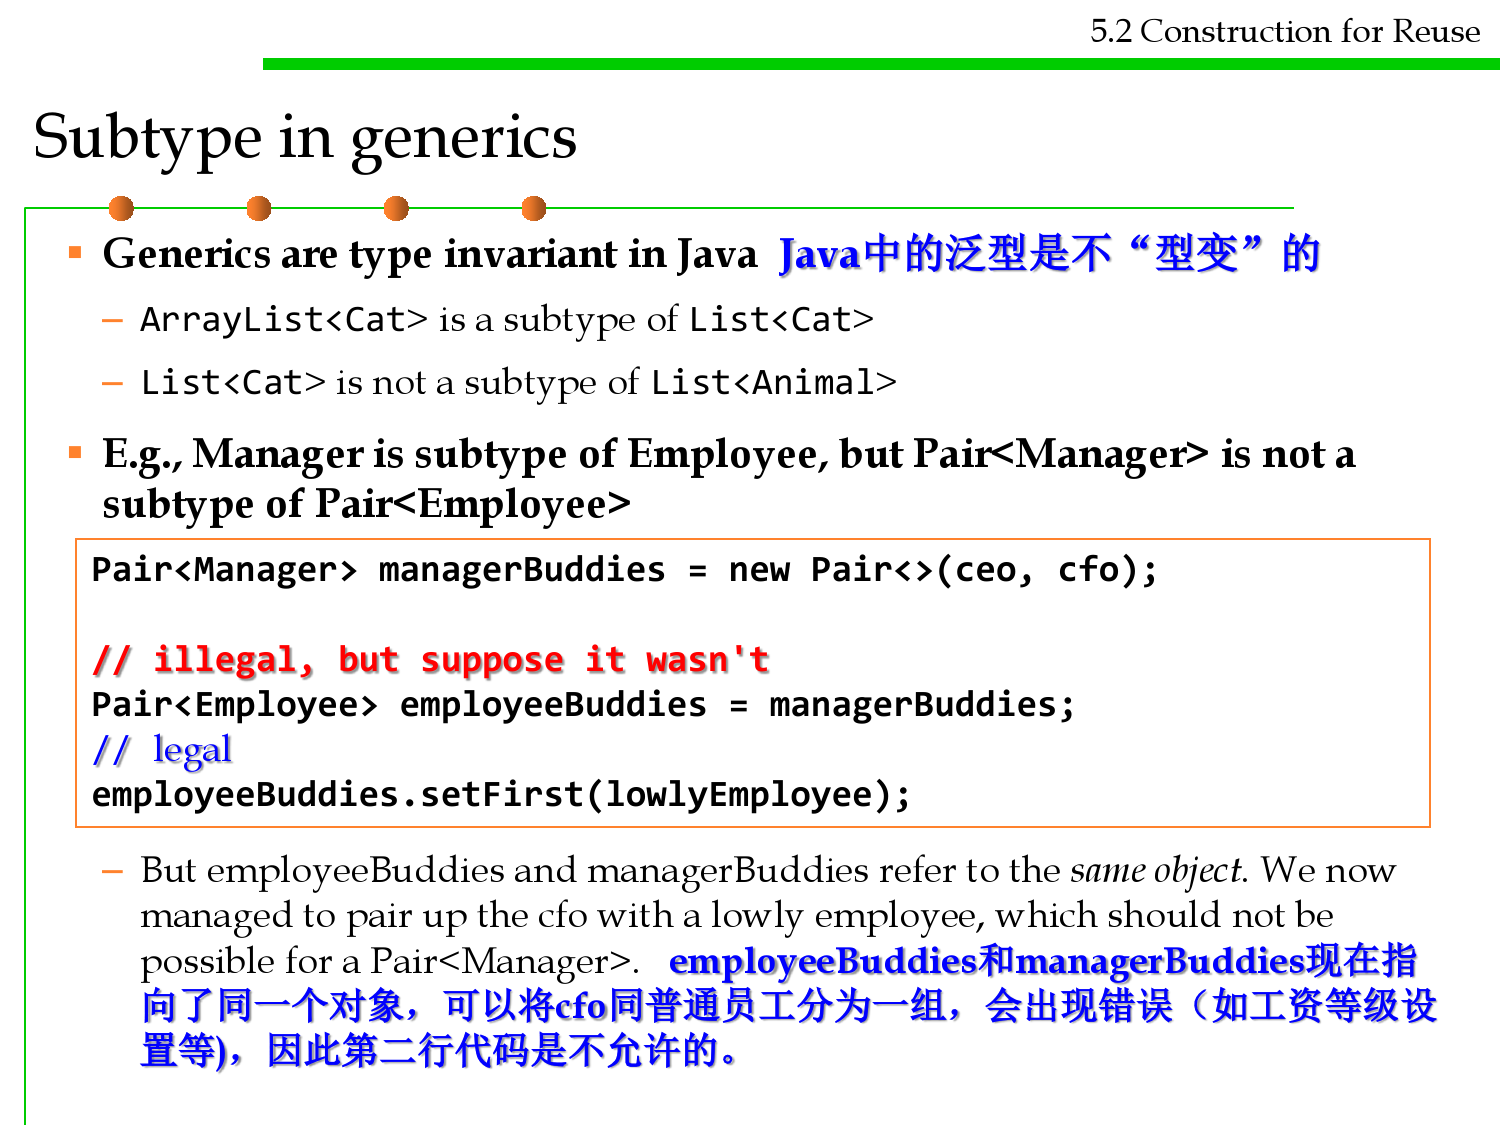 5.2 Construction for Reuse
Subtype in generics
Generics are type invariant in Java Java中的泛型是不“型变”的
– ArrayList<Cat> is a subtype of List<Cat>
– List<Cat> is not a subtype of List<Animal>
E.g., Manager is subtype of Employee, but Pair<Manager> is not a
subtype of Pair<Employee>
Pair<Manager> managerBuddies = new Pair<>(ceo, cfo);
// illegal, but suppose it wasn't
Pair<Employee> employeeBuddies = managerBuddies;
// legal
employeeBuddies.setFirst(lowlyEmployee);
– But employeeBuddies and managerBuddies refer to the same object. We now
managed to pair up the cfo with a lowly employee, which should not be
possible for a Pair<Manager>. employeeBuddies和managerBuddies现在指
向了同一个对象，可以将cfo同普通员工分为一组，会出现错误（如工资等级设
置等)，因此第二行代码是不允许的。